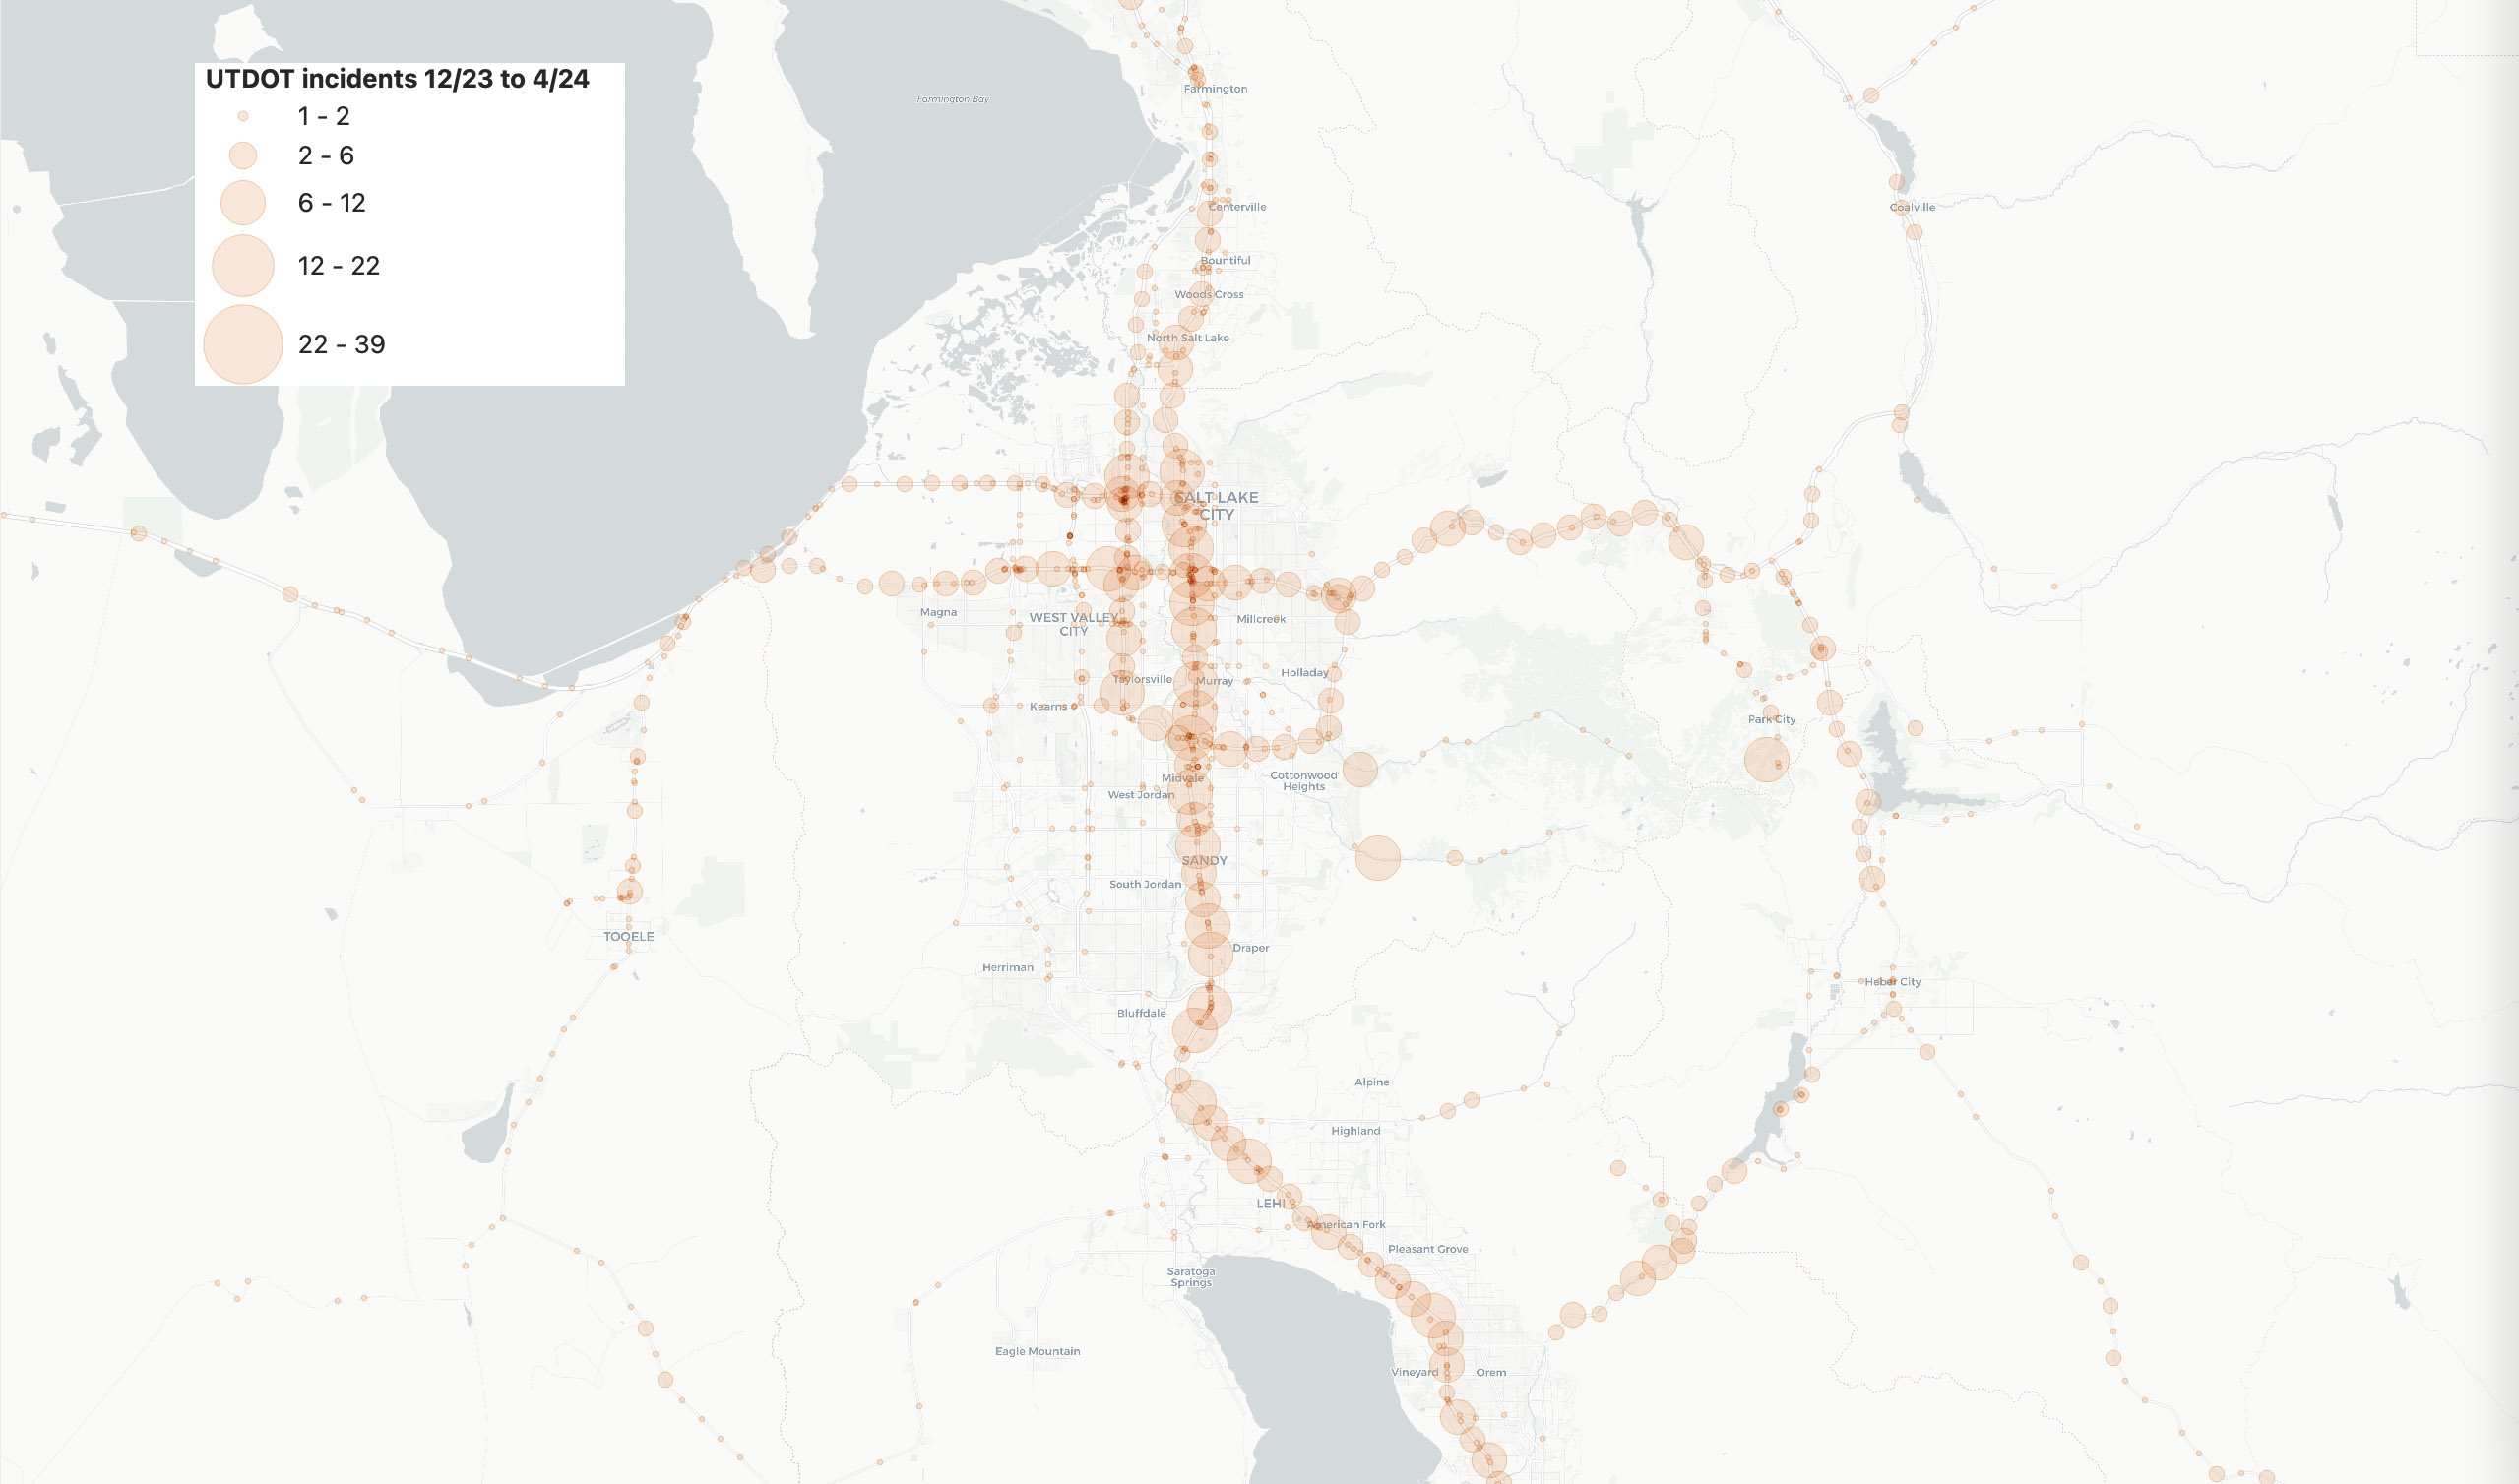 UTDOT incidents 12/23 to 4/24
1 - 2
2 - 6
6 - 12
12 - 22
22 - 39
Farmington Bay
Farmington
Centerville
Coalville
Bountiful
Woods Cross
North Salt Lake
SALT LAKE
CITY
Magna
WEST VALLEY
CITY
Millcreek
Holladay
Taylorsville
Murray
Kearns
Park City
Midvale
Cottonwood
Heights
West Jordan
SANDY
South Jordan
TOOELE
Draper
Herriman
Heber City
Bluffdale
Alpine
Highland
LEHI
American Fork
Pleasant Grove
Saratoga
Springs
Eagle Mountain
Vineyard
Orem